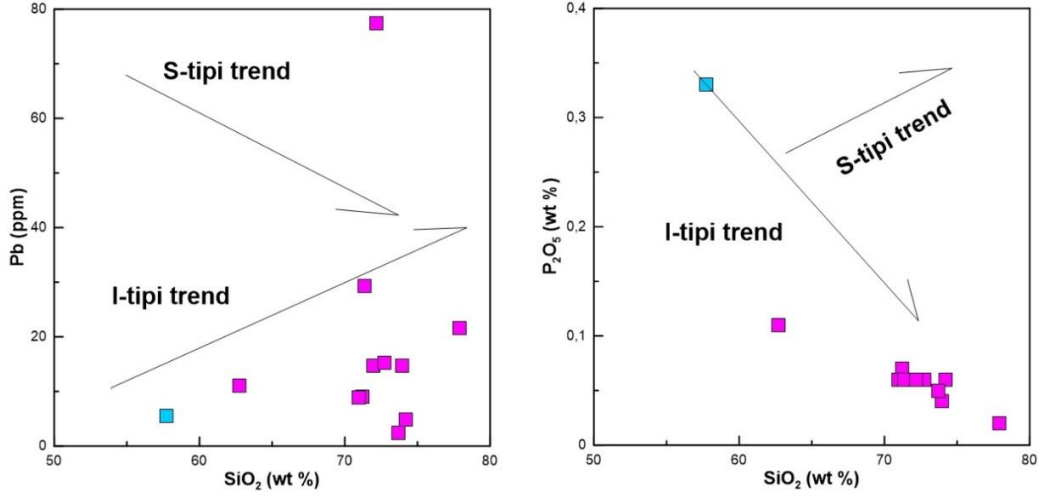 80
60
40
20
0
Pb (ppm)
S-tipi trend
I-tipi trend
50
60
70
80
SiO₂ (wt %)
0,4
0,3
0,2
0,1
0
P₂O₅ (wt %)
S-tipi trend
I-tipi trend
50
60
70
80
SiO₂ (wt %)